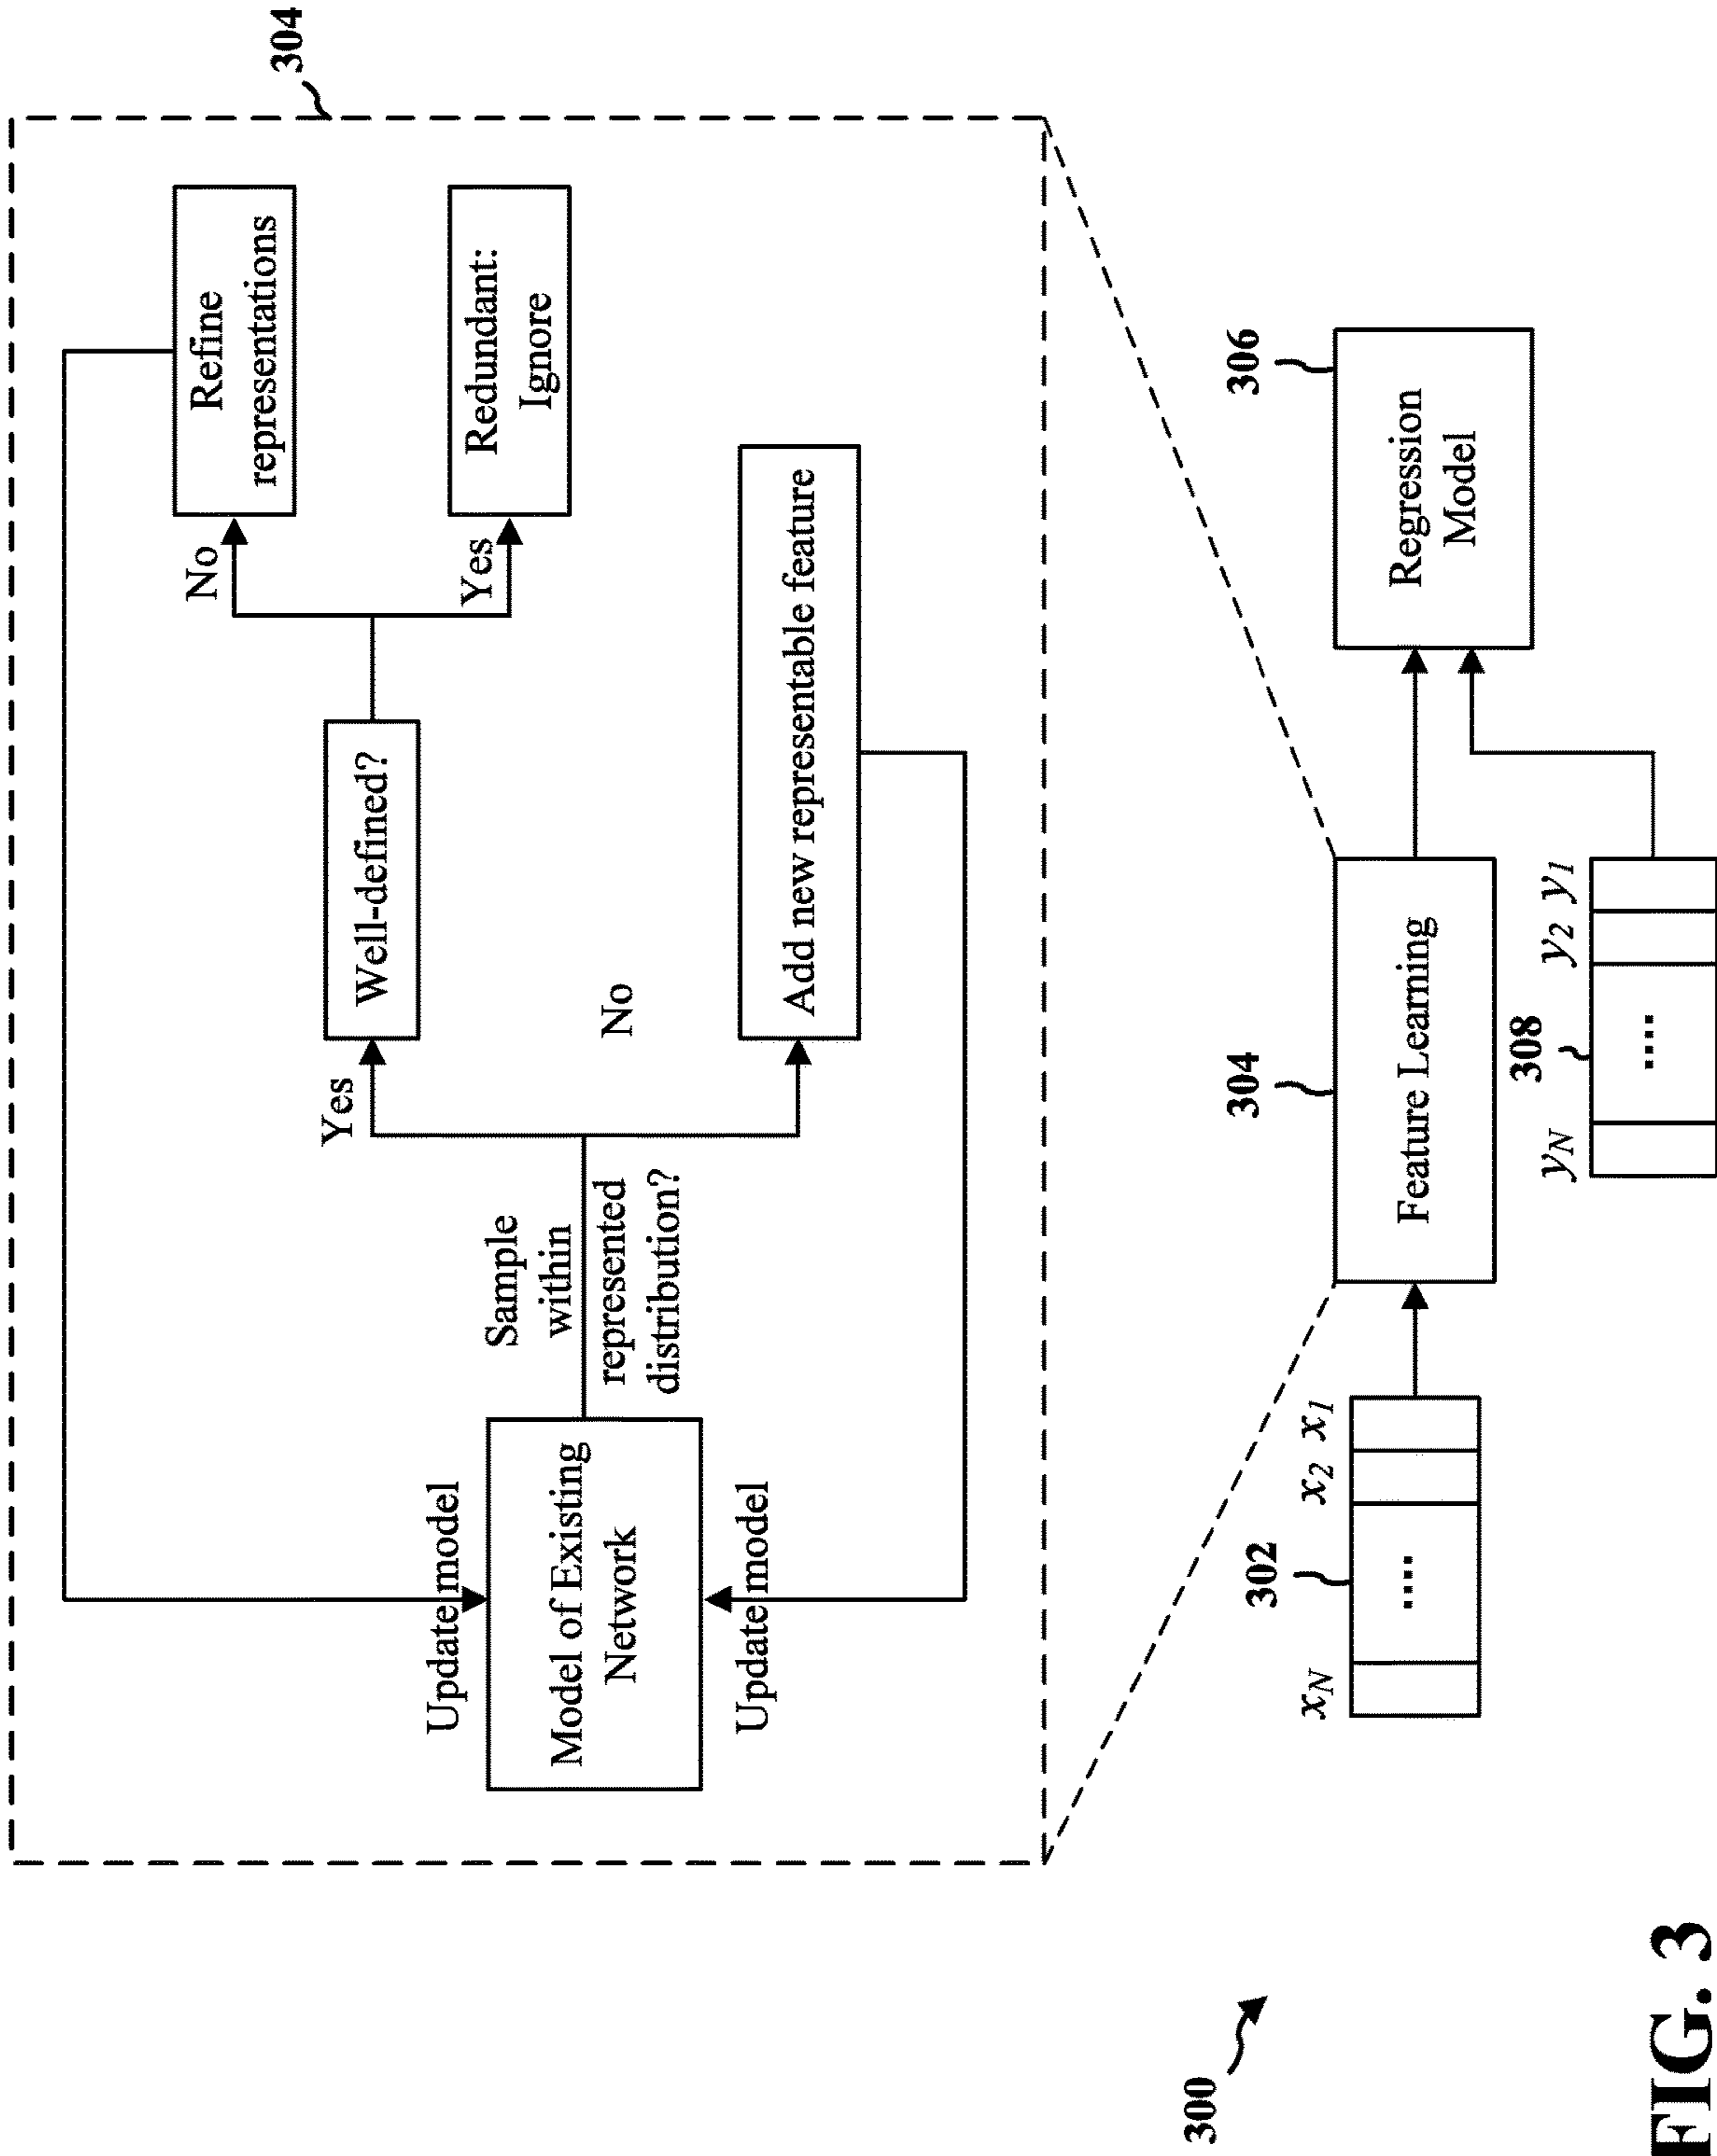 304
Refine
representations
No
Yes
Redundant:
Ignore
Well-defined?
Yes
No
Add new representable feature
Sample
within
represented
distribution?
Update model
Model of Existing
Network
Update model
302
xN
....
x2
x1
304
Feature Learning
306
Regression
Model
308
yN
....
y2
y1
300
FIG. 3